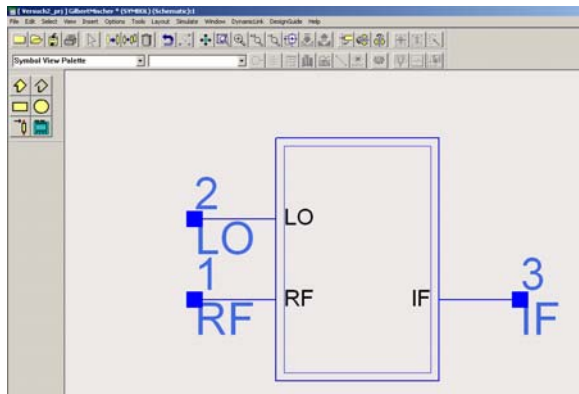 [ Versuch2_prj ] GilbertMischer * (SYMBOL) (Schematic):1
File Edit Select View Insert Options Tools Layout Simulate Window DynamicLink DesignGuide Help
Symbol View Palette
2
LO LO
1
RF RF IF
3
IF